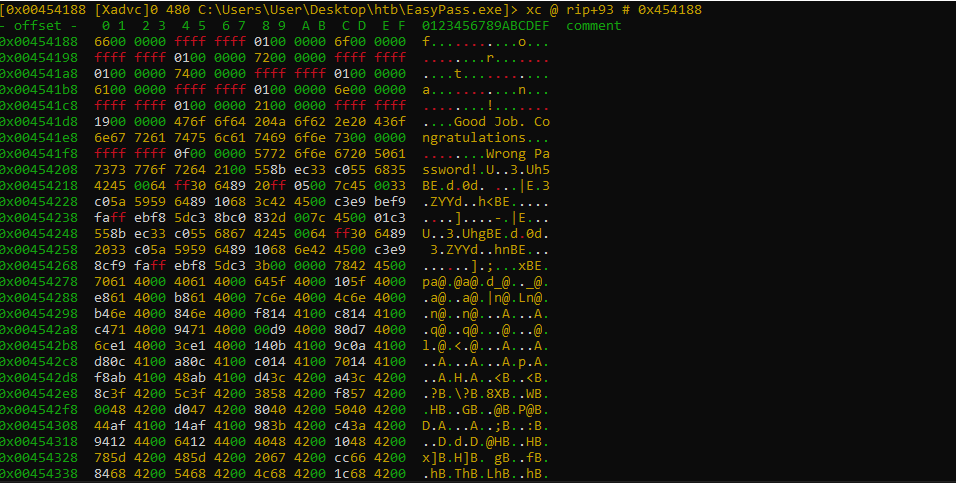 [0x00454188 [Xadvc]0 480 C:\Users\User\Desktop\htb\EasyPass.exe]> xc @ rip+93 # 0x454188
- offset -   0 1  2 3  4 5  6 7  8 9  A B  C D  E F  0123456789ABCDEF  comment
0x00454188  6600 0000 ffff ffff 0100 0000 6f00 0000  f...........o...
0x00454198  ffff ffff 0100 0000 7200 0000 ffff ffff  ........r.......
0x004541a8  0100 0000 7400 0000 ffff ffff 0100 0000  ....t...........
0x004541b8  6100 0000 ffff ffff 0100 0000 6e00 0000  a...........n...
0x004541c8  ffff ffff 0100 0000 2100 0000 ffff ffff  ........!.......
0x004541d8  1900 0000 476f 6f64 204a 6f62 2e20 436f  ....Good Job. Co
0x004541e8  6e67 7261 7475 6c61 7469 6f6e 7300 0000  ngratulations...
0x004541f8  ffff ffff 0f00 0000 5772 6f6e 6720 5061  ........Wrong Pa
0x00454208  7373 776f 7264 2100 558b ec33 c055 6835  ssword!.U..3.Uh5
0x00454218  4245 0064 ff30 6489 20ff 0500 7c45 0033  BE.d.0d. ...|E.3
0x00454228  c05a 5959 6489 1068 3c42 4500 c3e9 bef9  .ZYYd..h<BE.....
0x00454238  faff ebf8 5dc3 8bc0 832d 007c 4500 01c3  ....]....-.|E...
0x00454248  558b ec33 c055 6867 4245 0064 ff30 6489  U..3.UhgBE.d.0d.
0x00454258  2033 c05a 5959 6489 1068 6e42 4500 c3e9   3.ZYYd..hnBE...
0x00454268  8cf9 faff ebf8 5dc3 3b00 0000 7842 4500  ......].;...xBE.
0x00454278  7061 4000 4061 4000 645f 4000 105f 4000  pa@.@a@.d_@.._@.
0x00454288  e861 4000 b861 4000 7c6e 4000 4c6e 4000  .a@..a@.|n@.Ln@.
0x00454298  b46e 4000 846e 4000 f814 4100 c814 4100  .n@..n@...A...A.
0x004542a8  c471 4000 9471 4000 00d9 4000 80d7 4000  .q@..q@...@...@.
0x004542b8  6ce1 4000 3ce1 4000 140b 4100 9c0a 4100  l.@.<.@...A...A.
0x004542c8  d80c 4100 a80c 4100 c014 4100 7014 4100  ..A...A...A.p.A.
0x004542d8  f8ab 4100 48ab 4100 d43c 4200 a43c 4200  ..A.H.A..<B..<B.
0x004542e8  8c3f 4200 5c3f 4200 3858 4200 f857 4200  .?B.\?B.8XB..WB.
0x004542f8  0048 4200 d047 4200 8040 4200 5040 4200  .HB..GB..@B.P@B.
0x00454308  44af 4100 14af 4100 983b 4200 c43a 4200  D.A...A..;B..:B.
0x00454318  9412 4400 6412 4400 4048 4200 1048 4200  ..D.d.D.@HB..HB.
0x00454328  785d 4200 485d 4200 2067 4200 cc66 4200  x]B.H]B. gB..fB.
0x00454338  8468 4200 5468 4200 4c68 4200 1c68 4200  .hB.ThB.LhB..hB.